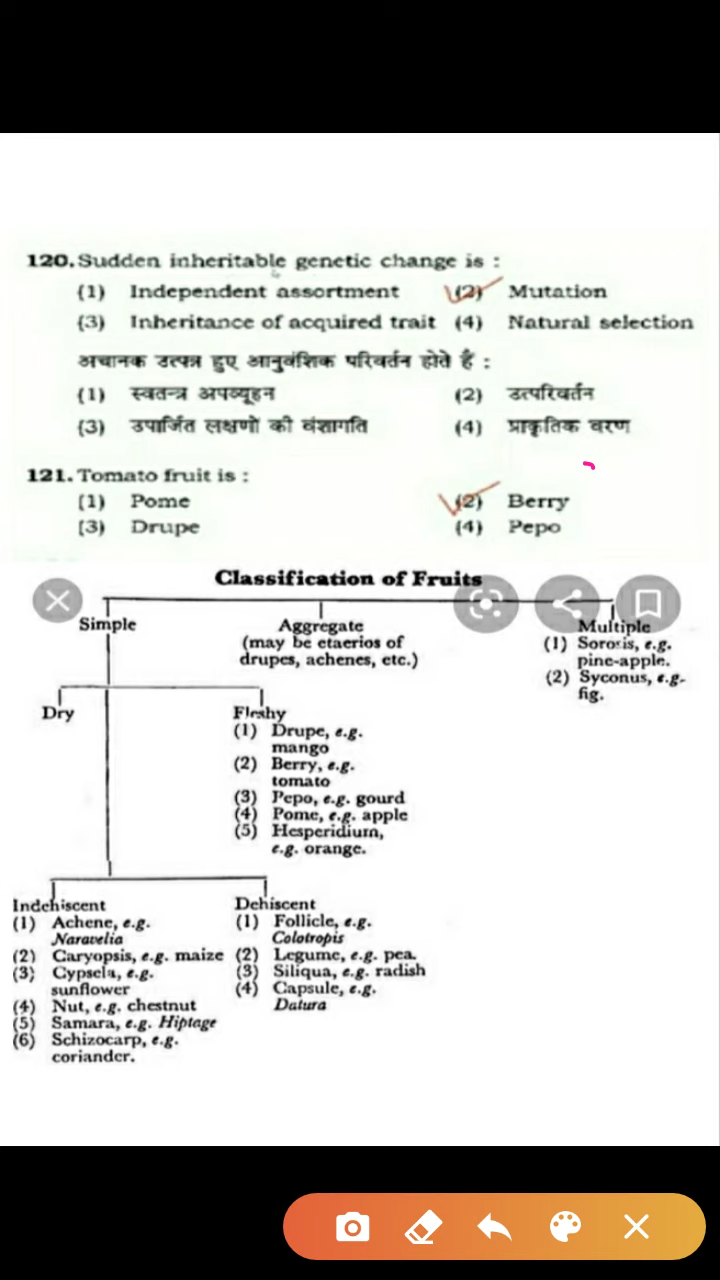 120. Sudden inheritable genetic change is :
(1) Independent assortment (2) Mutation
(3) Inheritance of acquired trait (4) Natural selection
अचानक उत्पन्न हुए आनुवंशिक परिवर्तन होते हैं :
(1) स्वतन्त्र अपव्यूहन (2) उत्परिवर्तन
(3) उपार्जित लक्षणों की वंशागति (4) प्राकृतिक वरण
121. Tomato fruit is :
(1) Pome (2) Berry
(3) Drupe (4) Pepo
Classification of Fruits
Simple
Aggregate
(may be etaerios of
drupes, achenes, etc.)
Multiple
(1) Sorosis, e.g.
pine-apple.
(2) Syconus, e.g.
fig.
Dry
Fleshy
(1) Drupe, e.g.
mango
(2) Berry, e.g.
tomato
(3) Pepo, e.g. gourd
(4) Pome, e.g. apple
(5) Hesperidium,
e.g. orange.
Indehiscent
(1) Achene, e.g.
Naravelia
(2) Caryopsis, e.g. maize
(3) Cypsela, e.g.
sunflower
(4) Nut, e.g. chestnut
(5) Samara, e.g. Hiptage
(6) Schizocarp, e.g.
coriander.
Dehiscent
(1) Follicle, e.g.
Colotropis
(2) Legume, e.g. pea.
(3) Siliqua, e.g. radish
(4) Capsule, e.g.
Datura